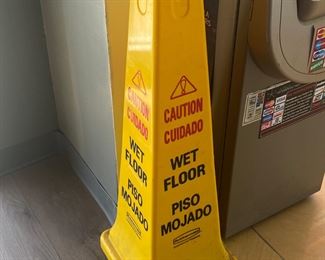 CAUTION
CUIDADO
WET
FLOOR
PISO
MOJADO
CAUTION
CUIDADO
WET
FLOOR
PISO
MOJADO